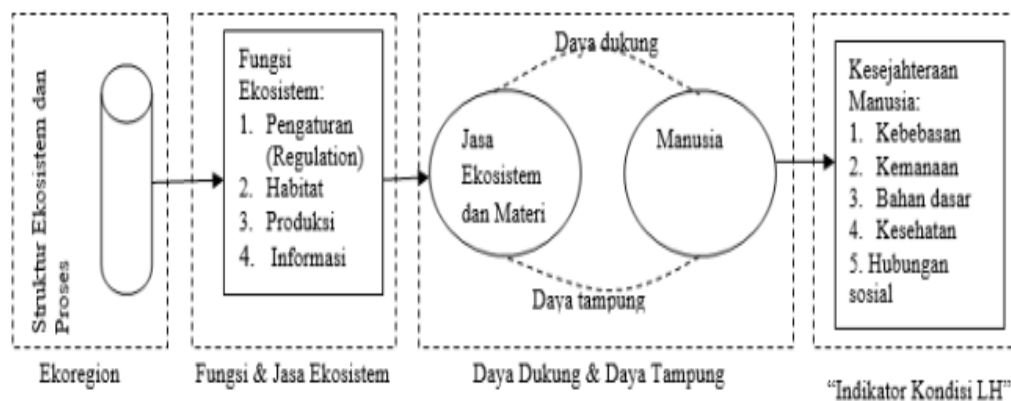 Struktur Ekosistem dan
Proses
Fungsi
Ekosistem:
1. Pengaturan
(Regulation)
2. Habitat
3. Produksi
4. Informasi
Daya dukung
Jasa
Ekosistem
dan Materi
Manusia
Daya tampung
Kesejahteraan
Manusia:
1. Kebebasan
2. Kemanaan
3. Bahan dasar
4. Kesehatan
5. Hubungan
sosial
Ekoregion
Fungsi & Jasa Ekosistem
Daya Dukung & Daya Tampung
“Indikator Kondisi LH”